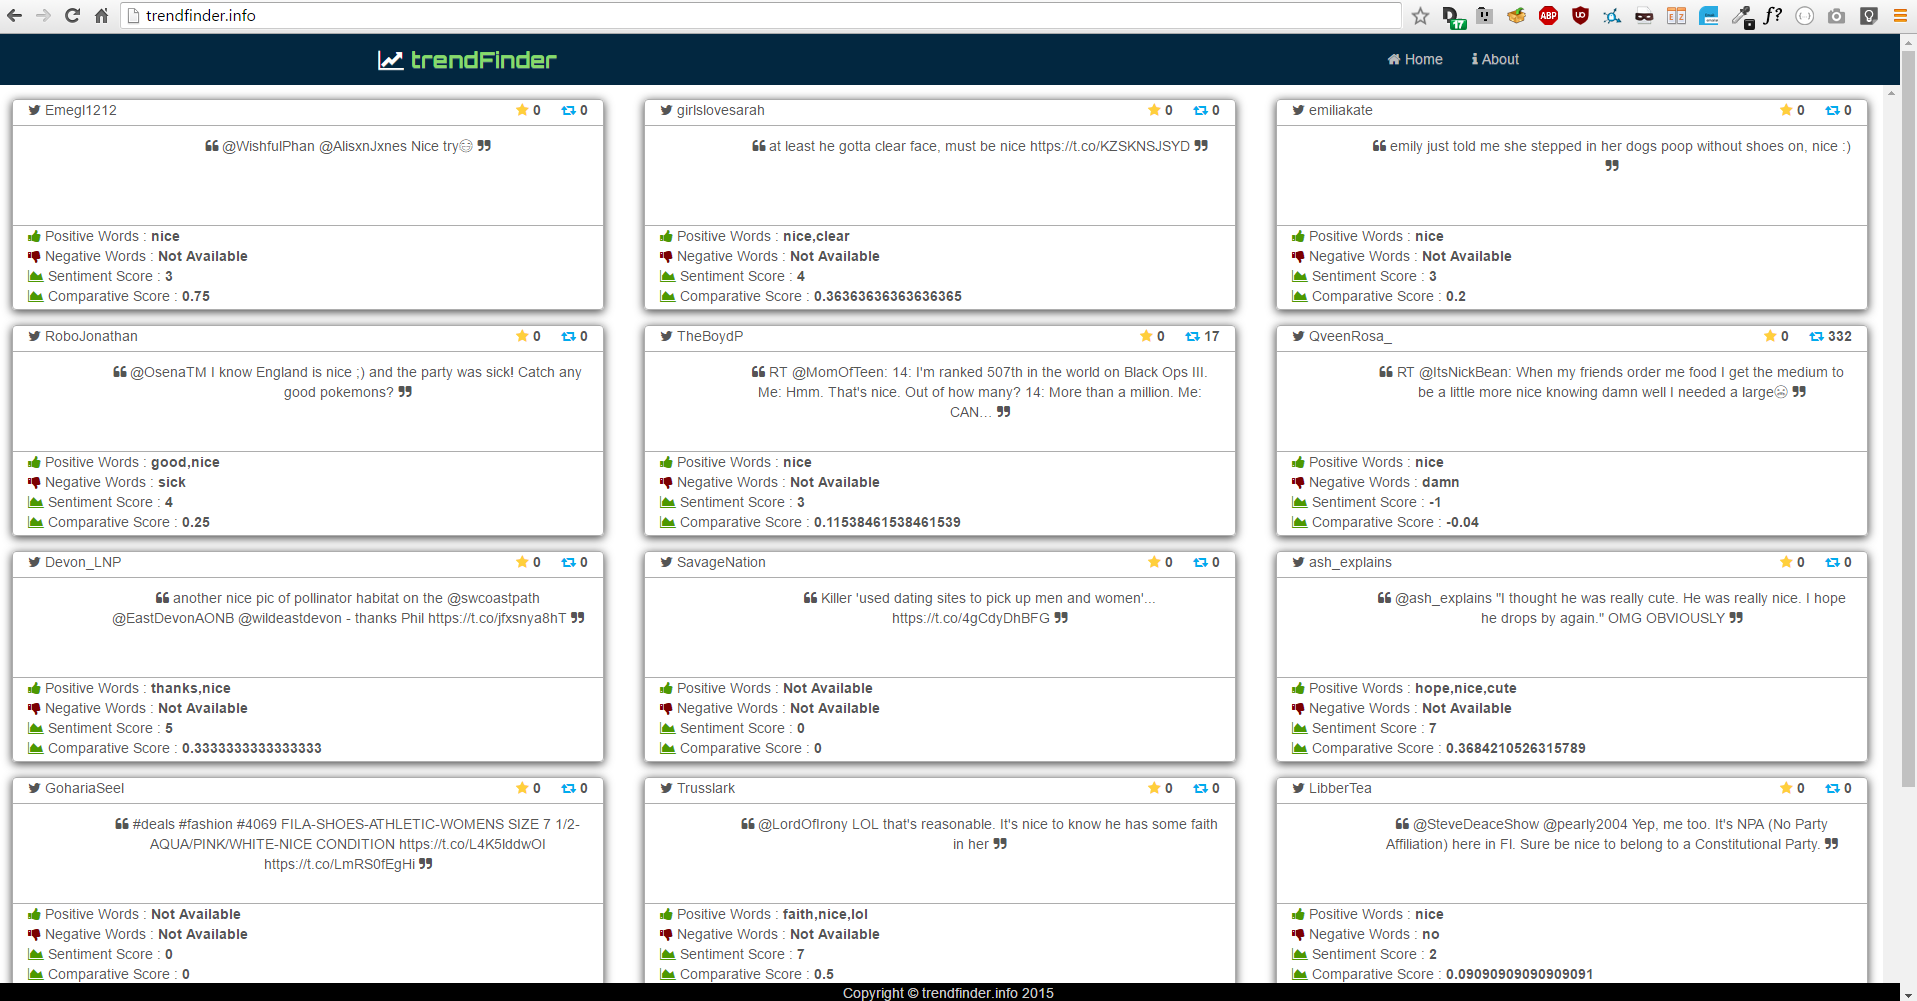 trendfinder.info
17
ABP
EZ
f?
trendFinder
Home
About
Emegl1212
0
0
@WishfulPhan @AlisxnJxnes Nice try😂
Positive Words : nice
Negative Words : Not Available
Sentiment Score : 3
Comparative Score : 0.75
girlslovesarah
0
0
at least he gotta clear face, must be nice https://t.co/KZSKNSJSYD
Positive Words : nice,clear
Negative Words : Not Available
Sentiment Score : 4
Comparative Score : 0.36363636363636365
emiliakate
0
0
emily just told me she stepped in her dogs poop without shoes on, nice :)
Positive Words : nice
Negative Words : Not Available
Sentiment Score : 3
Comparative Score : 0.2
RoboJonathan
0
0
@OsenaTM I know England is nice ;) and the party was sick! Catch any
good pokemons?
Positive Words : good,nice
Negative Words : sick
Sentiment Score : 4
Comparative Score : 0.25
TheBoydP
0
17
RT @MomOfTeen: 14: I'm ranked 507th in the world on Black Ops III.
Me: Hmm. That's nice. Out of how many? 14: More than a million. Me:
CAN…
Positive Words : nice
Negative Words : Not Available
Sentiment Score : 3
Comparative Score : 0.11538461538461539
QveenRosa_
0
332
RT @ItsNickBean: When my friends order me food I get the medium to
be a little more nice knowing damn well I needed a large😩
Positive Words : nice
Negative Words : damn
Sentiment Score : -1
Comparative Score : -0.04
Devon_LNP
0
0
another nice pic of pollinator habitat on the @swcoastpath
@EastDevonAONB @wildeastdevon - thanks Phil https://t.co/jfxsnya8hT
Positive Words : thanks,nice
Negative Words : Not Available
Sentiment Score : 5
Comparative Score : 0.3333333333333333
SavageNation
0
0
Killer 'used dating sites to pick up men and women'...
https://t.co/4gCdyDhBFG
Positive Words : Not Available
Negative Words : Not Available
Sentiment Score : 0
Comparative Score : 0
ash_explains
0
0
@ash_explains "I thought he was really cute. He was really nice. I hope
he drops by again." OMG OBVIOUSLY
Positive Words : hope,nice,cute
Negative Words : Not Available
Sentiment Score : 7
Comparative Score : 0.3684210526315789
GohariaSeel
0
0
#deals #fashion #4069 FILA-SHOES-ATHLETIC-WOMENS SIZE 7 1/2-
AQUA/PINK/WHITE-NICE CONDITION https://t.co/L4K5IddwOI
https://t.co/LmRS0fEgHi
Positive Words : Not Available
Negative Words : Not Available
Sentiment Score : 0
Comparative Score : 0
Trusslark
0
0
@LordOfIrony LOL that's reasonable. It's nice to know he has some faith
in her
Positive Words : faith,nice,lol
Negative Words : Not Available
Sentiment Score : 7
Comparative Score : 0.5
LibberTea
0
0
@SteveDeaceShow @pearly2004 Yep, me too. It's NPA (No Party
Affiliation) here in Fl. Sure be nice to belong to a Constitutional Party.
Positive Words : nice
Negative Words : no
Sentiment Score : 2
Comparative Score : 0.09090909090909091
Copyright © trendfinder.info 2015